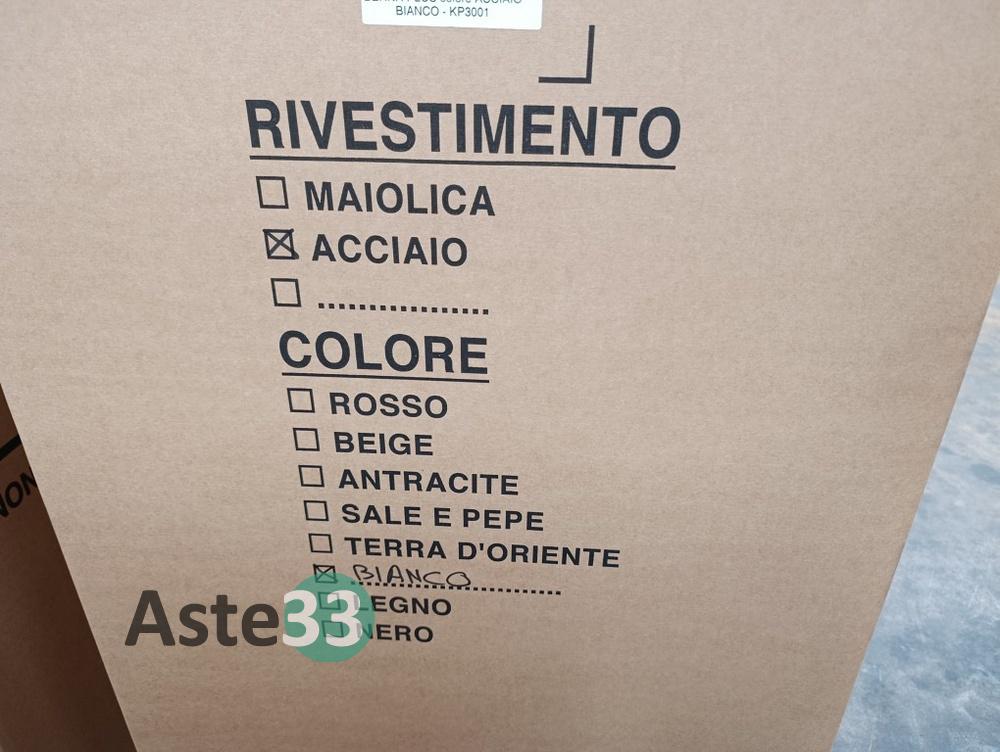 BIANCO - KP3001
RIVESTIMENTO
MAIOLICA
ACCIAIO
COLORE
ROSSO
BEIGE
ANTRACITE
SALE E PEPE
TERRA D'ORIENTE
BIANCO
LEGNO
NERO
Aste33